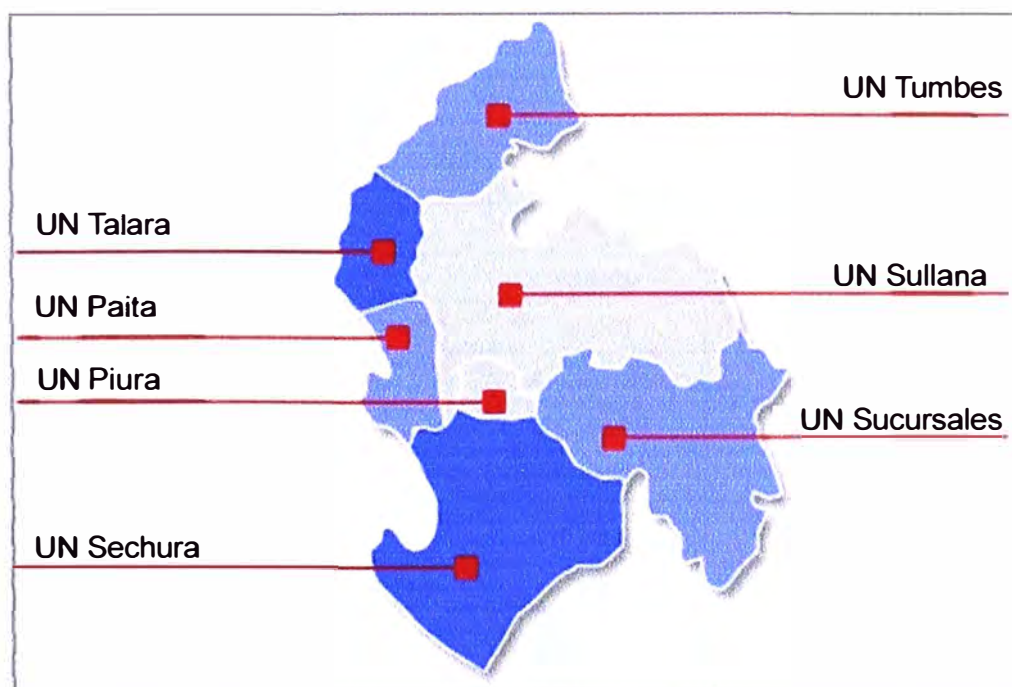 UN Tumbes
UN Talara
UN Sullana
UN Paita
UN Piura
UN Sucursales
UN Sechura